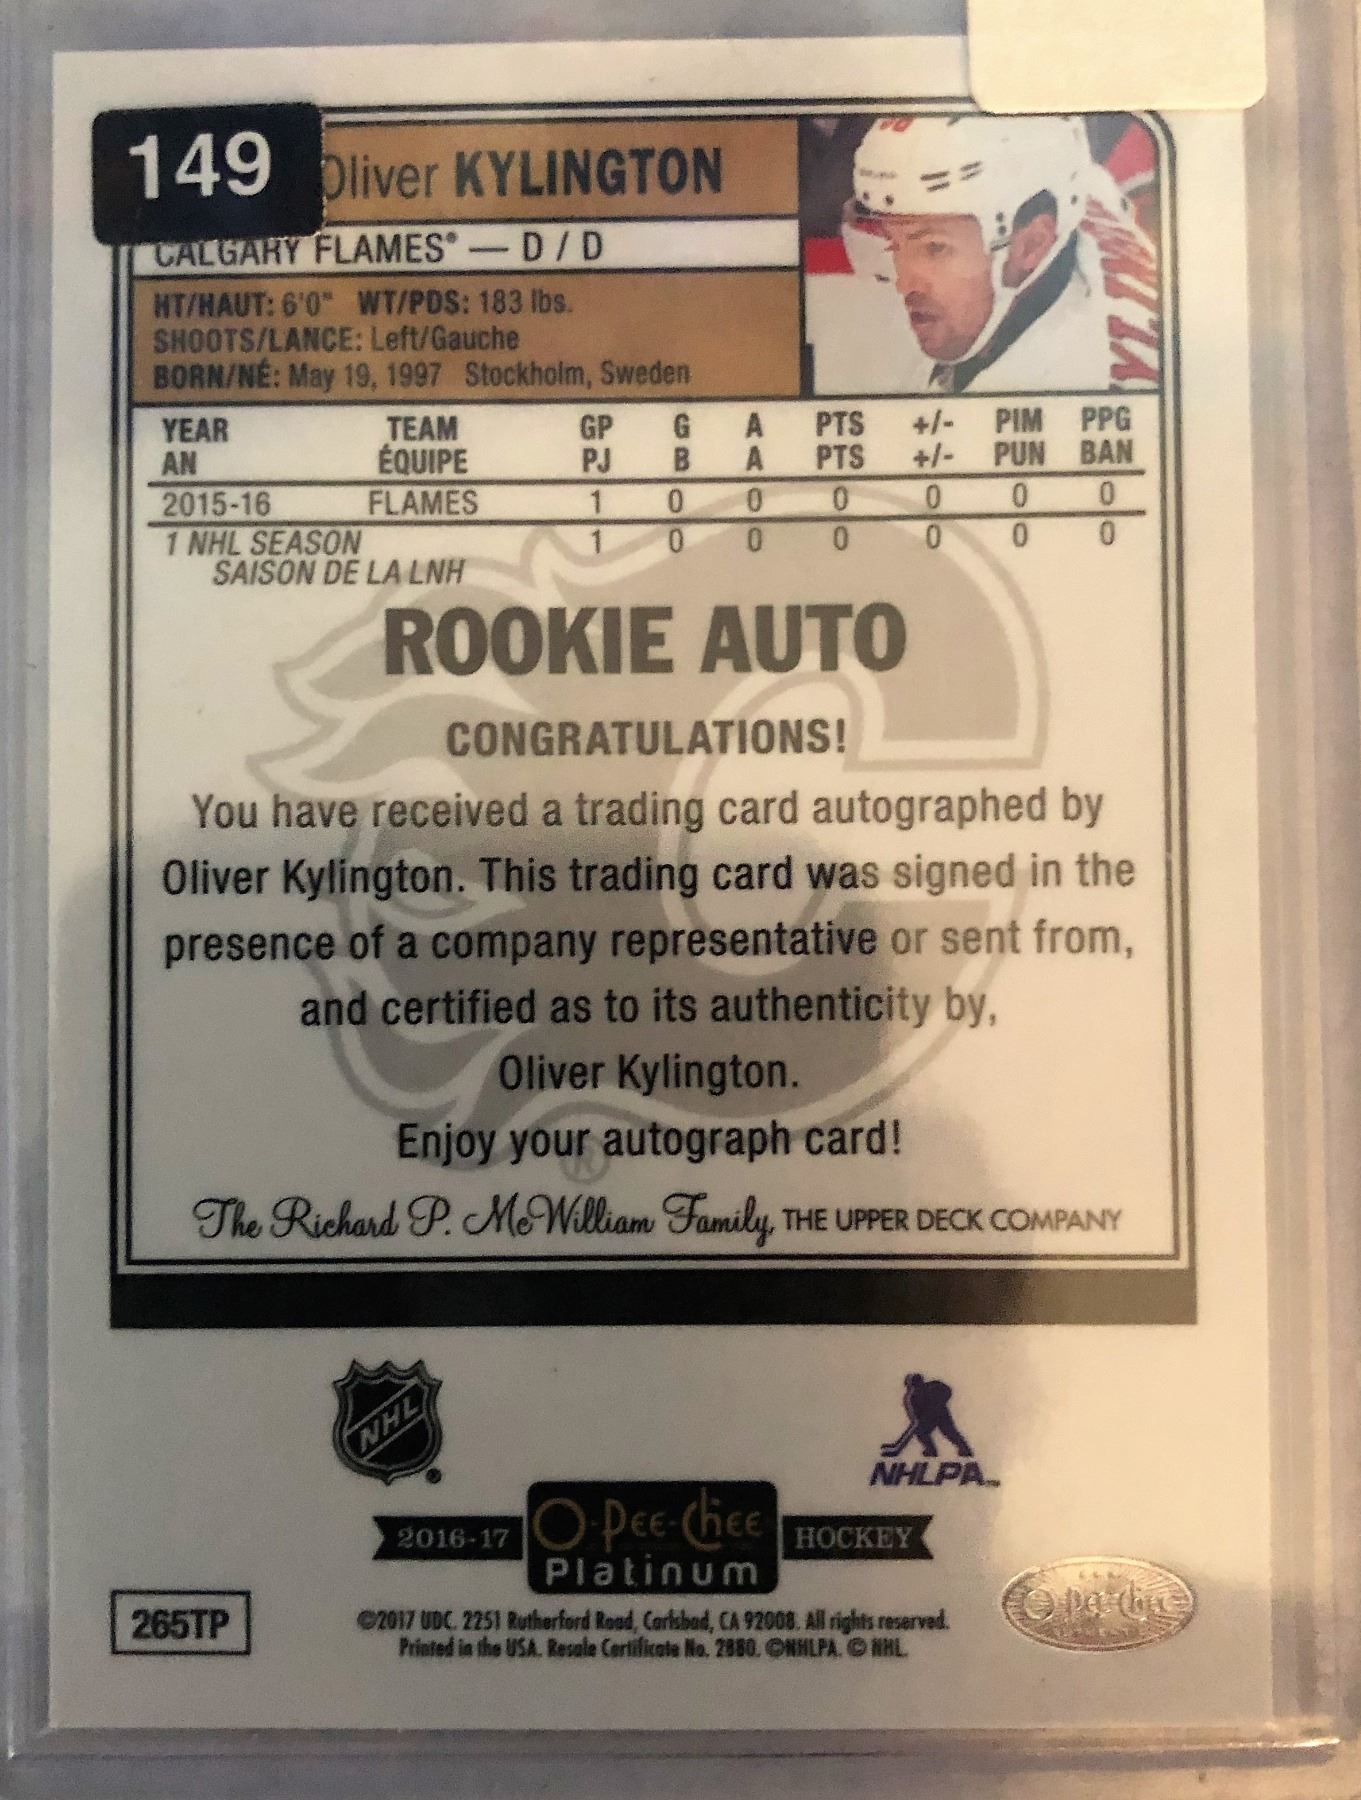 149
Oliver KYLINGTON
CALGARY FLAMES® — D / D
HT/HAUT: 6'0" WT/PDS: 183 lbs.
SHOOTS/LANCE: Left/Gauche
BORN/NÉ: May 19, 1997 Stockholm, Sweden
YEAR TEAM GP G A PTS +/- PIM PPG
AN ÉQUIPE PJ B A PTS +/- PUN BAN
2015-16 FLAMES 1 0 0 0 0 0 0
1 NHL SEASON 1 0 0 0 0 0 0
SAISON DE LA LNH
ROOKIE AUTO
CONGRATULATIONS!
You have received a trading card autographed by
Oliver Kylington. This trading card was signed in the
presence of a company representative or sent from,
and certified as to its authenticity by,
Oliver Kylington.
Enjoy your autograph card!
The Richard P. McWilliam Family, THE UPPER DECK COMPANY
NHL
NHLPA™
2016-17 O-Pee-Chee HOCKEY
Platinum
265TP
©2017 UDC. 2251 Rutherford Road, Carlsbad, CA 92008. All rights reserved.
Printed in the USA. Resale Certificate No. 2880. ©NHLPA. © NHL.
O-Pee-Chee